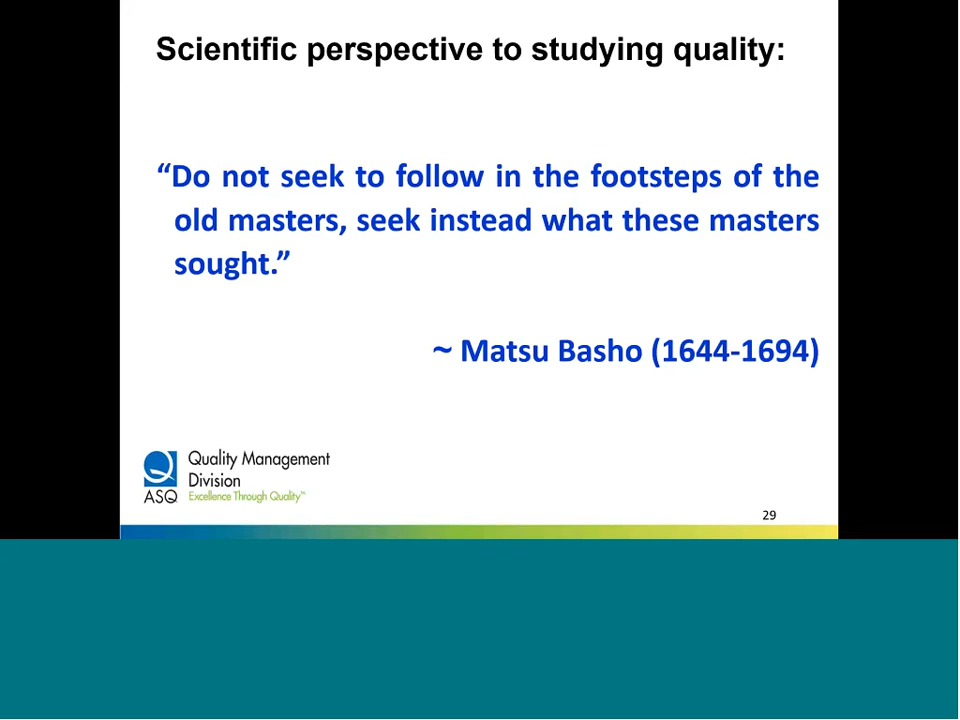 Scientific perspective to studying quality:
“Do not seek to follow in the footsteps of the
old masters, seek instead what these masters
sought.”
~ Matsu Basho (1644-1694)
Quality Management
Division
ASQ Excellence Through Quality™
29